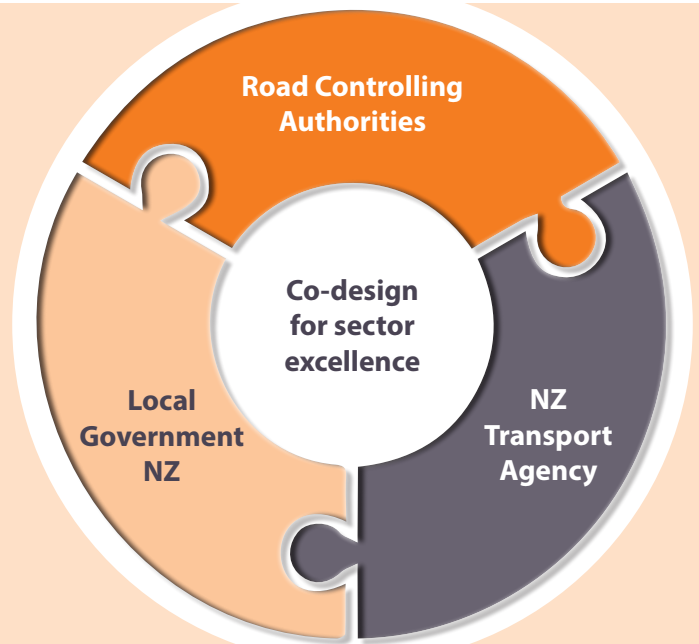 Road Controlling
Authorities
Co-design
for sector
excellence
Local
Government
NZ
NZ
Transport
Agency